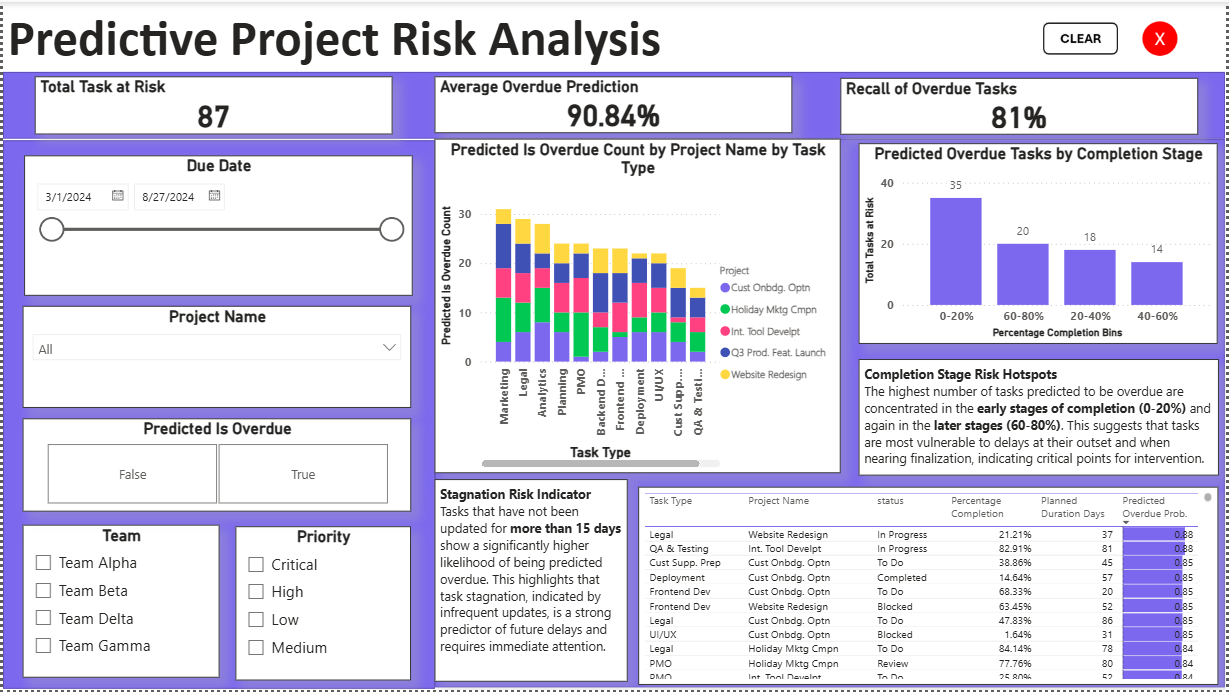 Predictive Project Risk Analysis
CLEAR
X
Total Task at Risk
87
Average Overdue Prediction
90.84%
Recall of Overdue Tasks
81%
Due Date
3/1/2024
8/27/2024
Project Name
All
Predicted Is Overdue
False
True
Team
Team Alpha
Team Beta
Team Delta
Team Gamma
Priority
Critical
High
Low
Medium
Predicted Is Overdue Count by Project Name by Task
Type
Predicted Is Overdue Count
30
20
10
0
Marketing
Legal
Analytics
Planning
PMO
Backend D...
Frontend ...
Deployment
UI/UX
Cust Supp....
QA & Testi...
Task Type
Project
Cust Onbdg. Optn
Holiday Mktg Cmpn
Int. Tool Develpt
Q3 Prod. Feat. Launch
Website Redesign
Predicted Overdue Tasks by Completion Stage
Total Tasks at Risk
40
20
0
35
20
18
14
0-20%
60-80%
20-40%
40-60%
Percentage Completion Bins
Completion Stage Risk Hotspots
The highest number of tasks predicted to be overdue are
concentrated in the early stages of completion (0-20%) and
again in the later stages (60-80%). This suggests that tasks
are most vulnerable to delays at their outset and when
nearing finalization, indicating critical points for intervention.
Stagnation Risk Indicator
Tasks that have not been
updated for more than 15 days
show a significantly higher
likelihood of being predicted
overdue. This highlights that
task stagnation, indicated by
infrequent updates, is a strong
predictor of future delays and
requires immediate attention.
Task Type Project Name status Percentage Completion Planned Duration Days Predicted Overdue Prob.
Legal Website Redesign In Progress 21.21% 37 0.88
QA & Testing Int. Tool Develpt In Progress 82.91% 81 0.88
Cust Supp. Prep Cust Onbdg. Optn To Do 38.86% 45 0.85
Deployment Cust Onbdg. Optn Completed 14.64% 57 0.85
Frontend Dev Cust Onbdg. Optn To Do 68.33% 20 0.85
Frontend Dev Website Redesign Blocked 63.45% 52 0.85
Legal Cust Onbdg. Optn To Do 47.83% 86 0.85
UI/UX Cust Onbdg. Optn Blocked 1.64% 31 0.85
Legal Holiday Mktg Cmpn To Do 84.14% 78 0.84
PMO Holiday Mktg Cmpn Review 77.76% 80 0.84
PMO Int. Tool Develpt To Do 25.80% 52 0.84